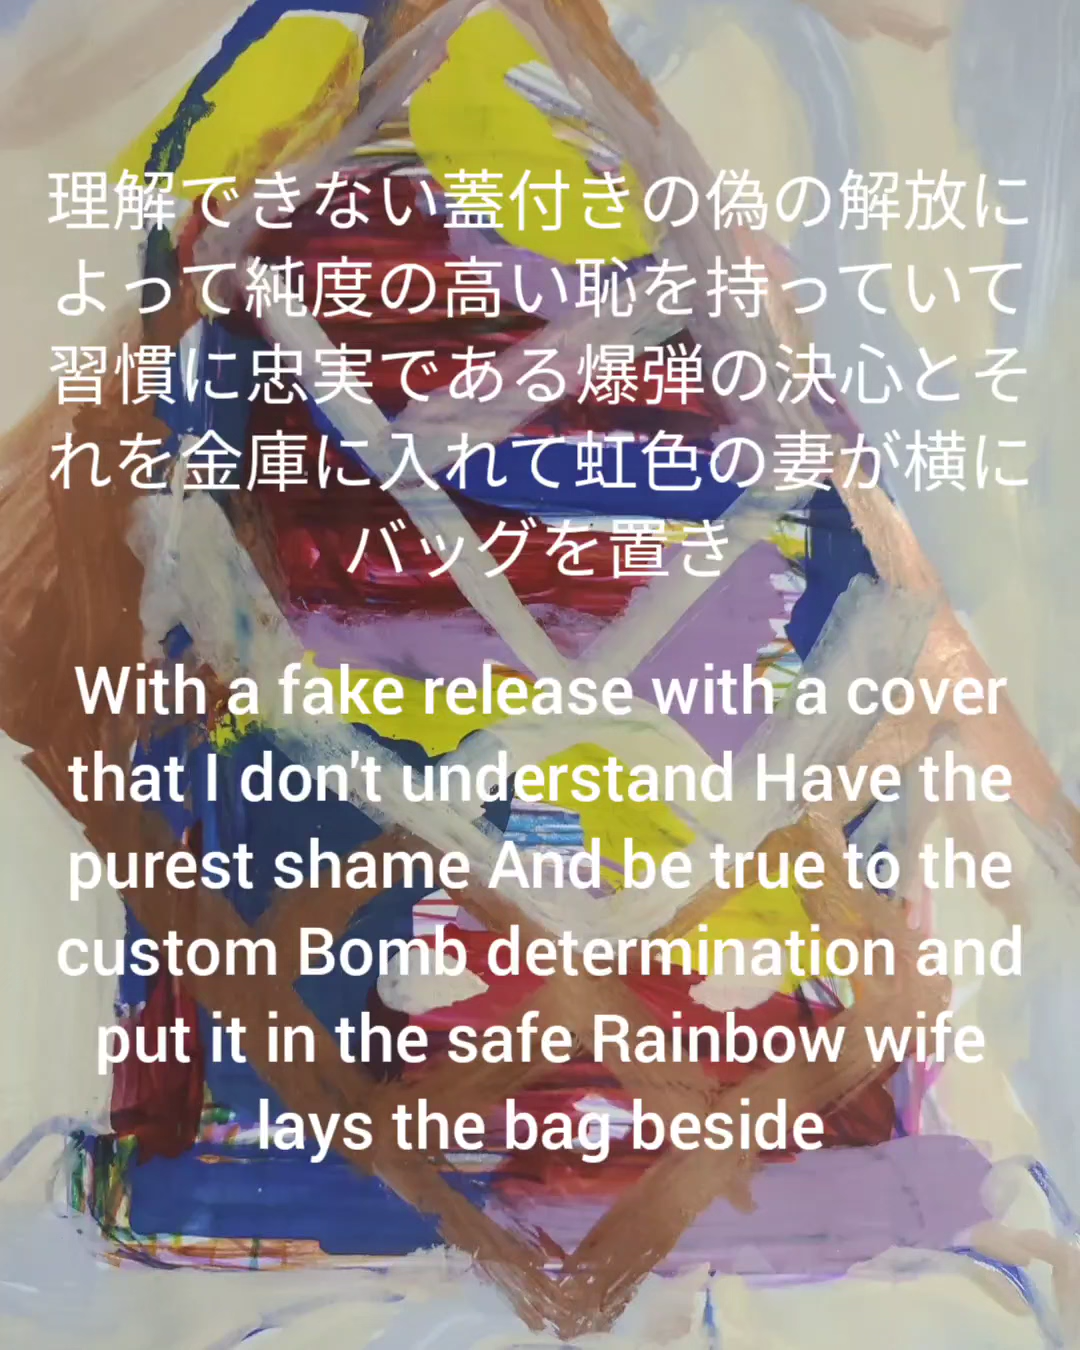 理解できない蓋付きの偽の解放に
よって純度の高い恥を持っていて
習慣に忠実である爆弾の決心とそ
れを金庫に入れて虹色の妻が横に
バッグを置き
With a fake release with a cover
that I don't understand Have the
purest shame And be true to the
custom Bomb determination and
put it in the safe Rainbow wife
lays the bag beside